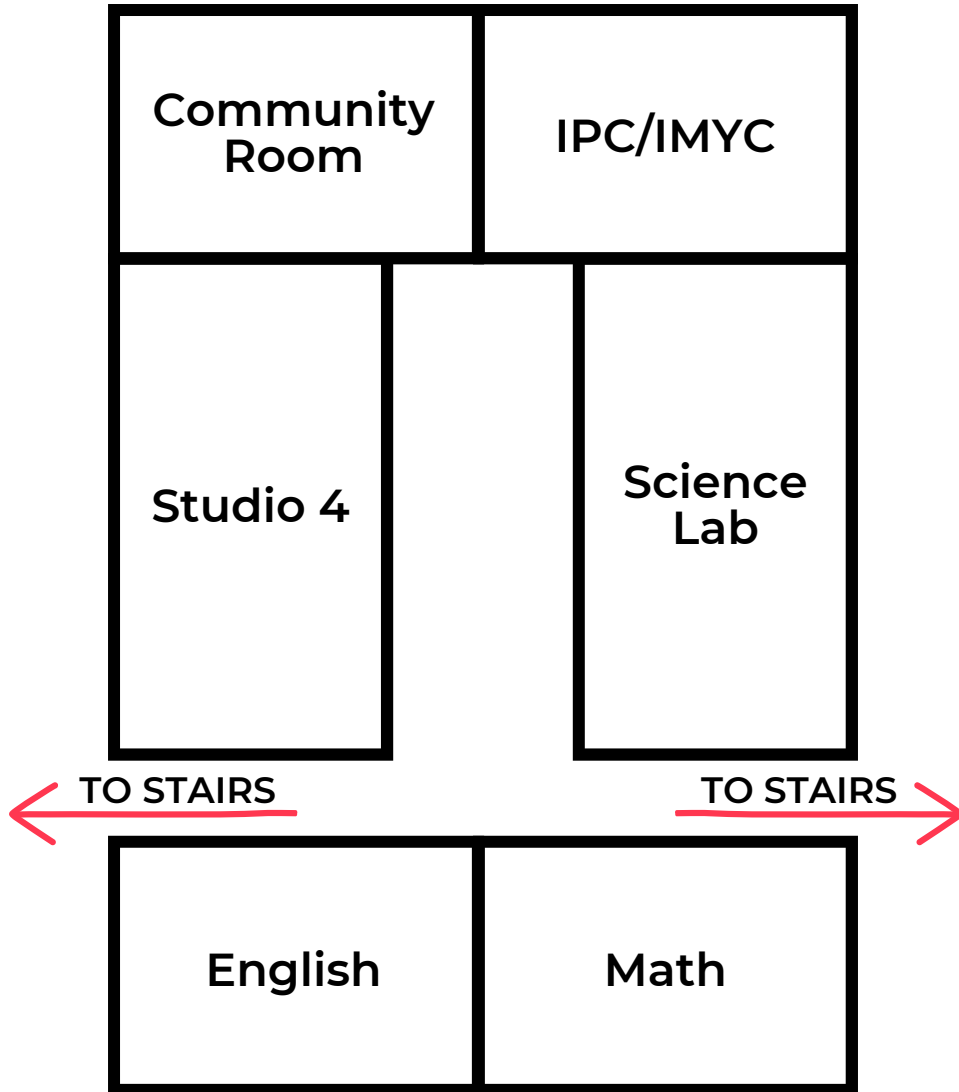 Community
Room
IPC/IMYC
Studio 4
Science
Lab
TO STAIRS
TO STAIRS
English
Math